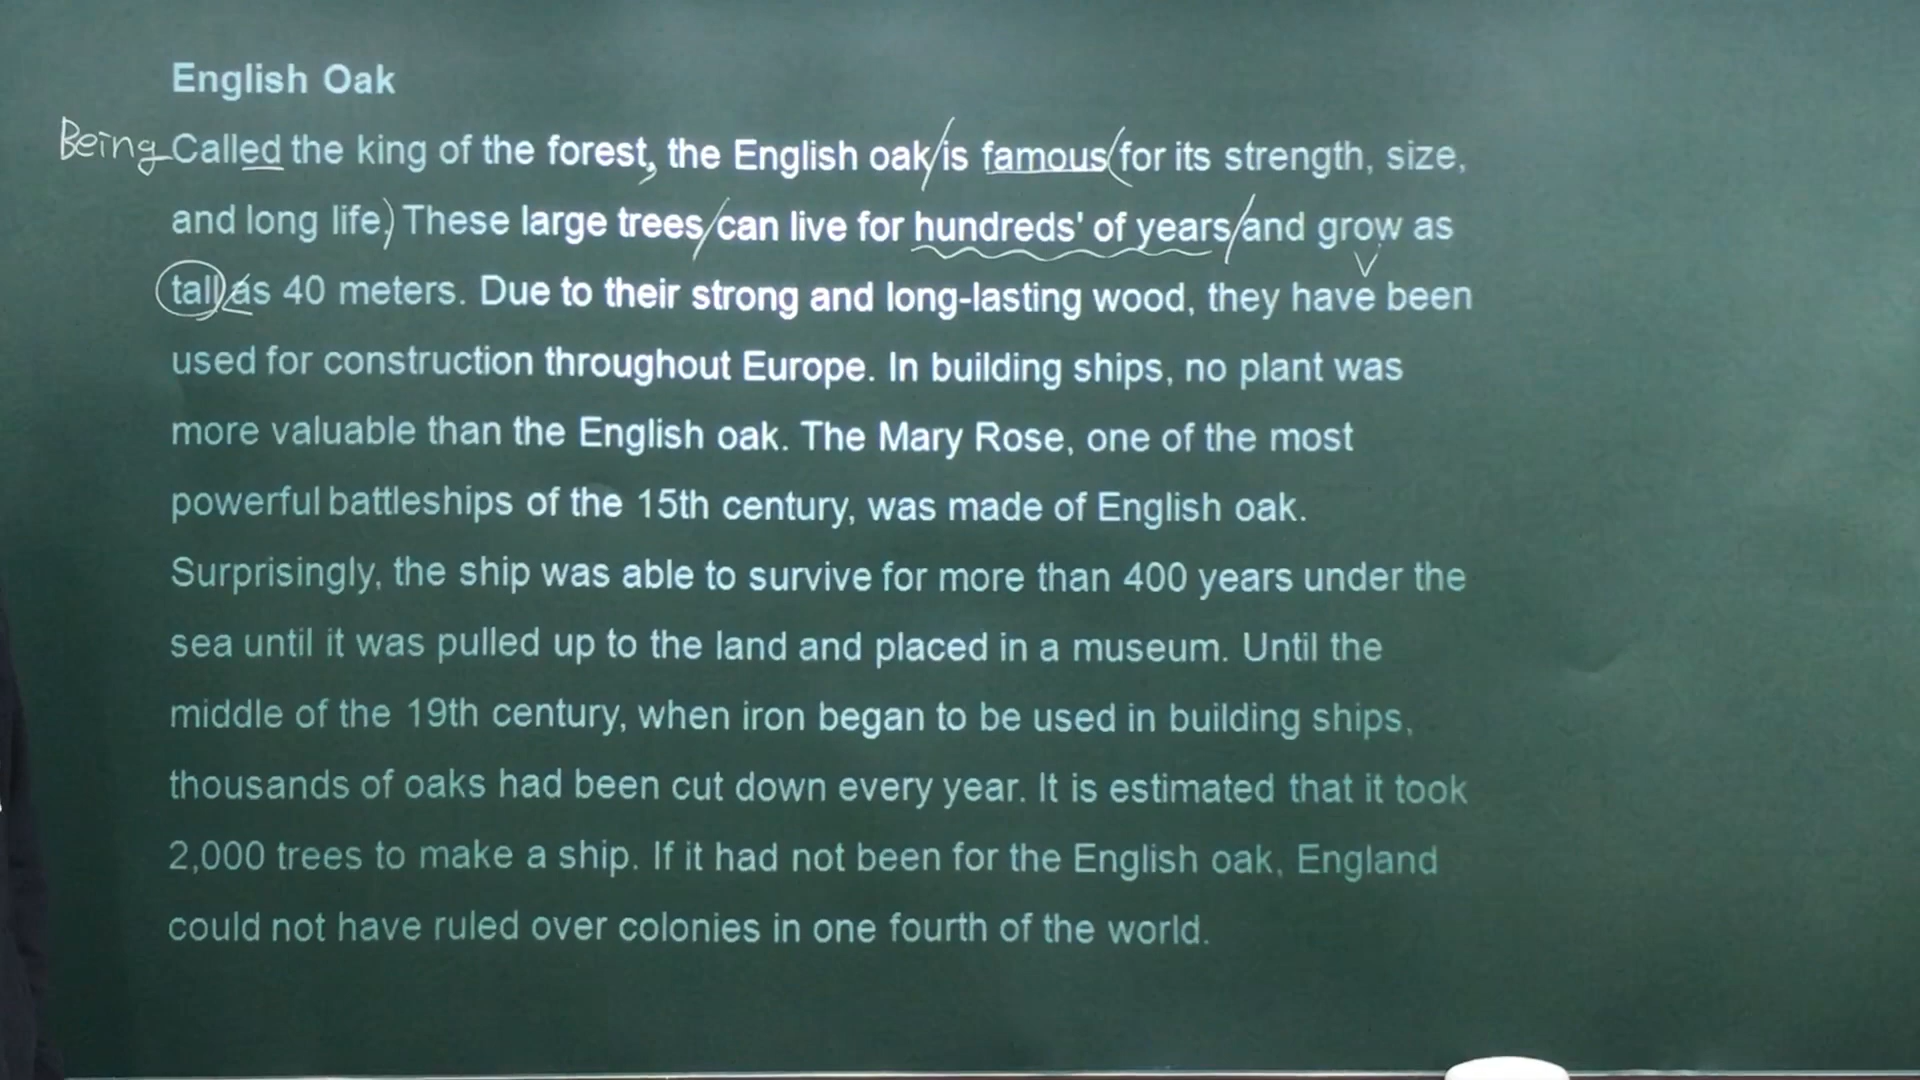 English Oak
Being Called the king of the forest, the English oak is famous for its strength, size,
and long life. These large trees can live for hundreds' of years and grow as
tall as 40 meters. Due to their strong and long-lasting wood, they have been
used for construction throughout Europe. In building ships, no plant was
more valuable than the English oak. The Mary Rose, one of the most
powerful battleships of the 15th century, was made of English oak.
Surprisingly, the ship was able to survive for more than 400 years under the
sea until it was pulled up to the land and placed in a museum. Until the
middle of the 19th century, when iron began to be used in building ships,
thousands of oaks had been cut down every year. It is estimated that it took
2,000 trees to make a ship. If it had not been for the English oak, England
could not have ruled over colonies in one fourth of the world.